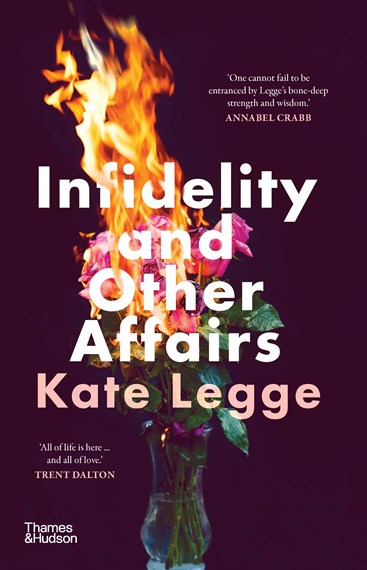 ‘One cannot fail to be
entranced by Legge’s bone-deep
strength and wisdom.’
ANNABEL CRABB
Infidelity
and
Other
Affairs
Kate Legge
‘All of life is here ...
and all of love.’
TRENT DALTON
Thames
&Hudson